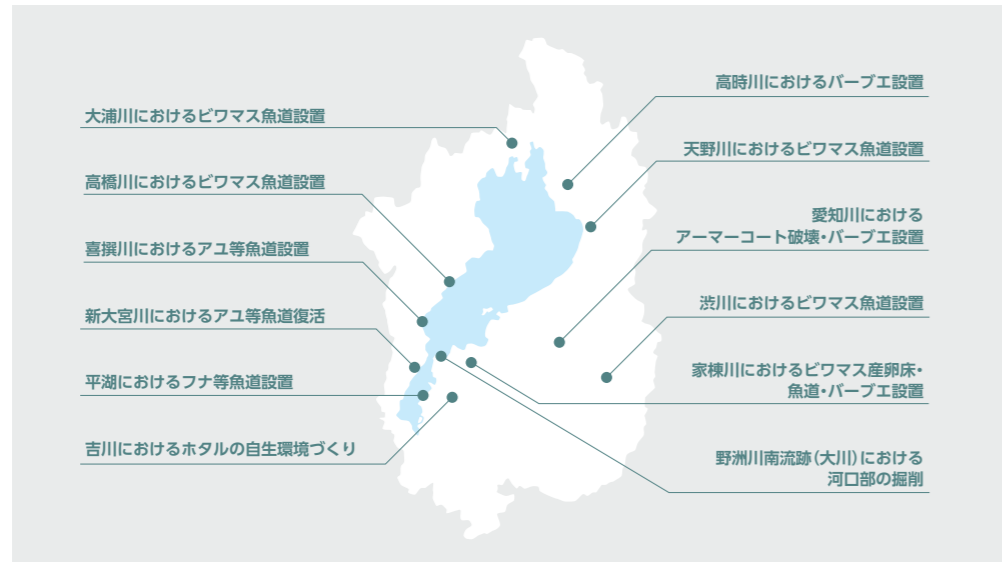 大浦川におけるビワマス魚道設置
高橋川におけるビワマス魚道設置
喜撰川におけるアユ等魚道設置
新大宮川におけるアユ等魚道復活
平湖におけるフナ等魚道設置
吉川におけるホタルの自生環境づくり
高時川におけるバーブエ設置
天野川におけるビワマス魚道設置
愛知川における
アーマーコート破壊・バーブエ設置
渋川におけるビワマス魚道設置
家棟川におけるビワマス産卵床・
魚道・バーブエ設置
野洲川南流跡（大川）における
河口部の掘削